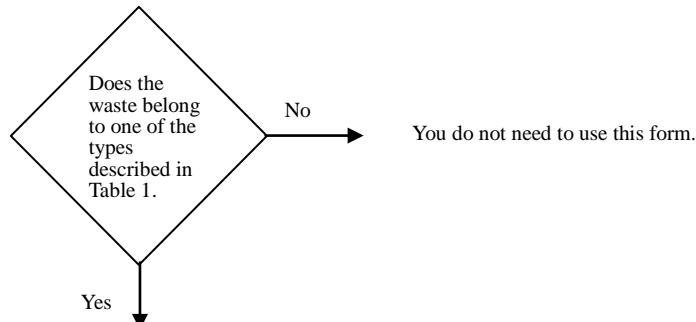 Does the
waste belong
to one of the
types
described in
Table 1.
No
You do not need to use this form.
Yes